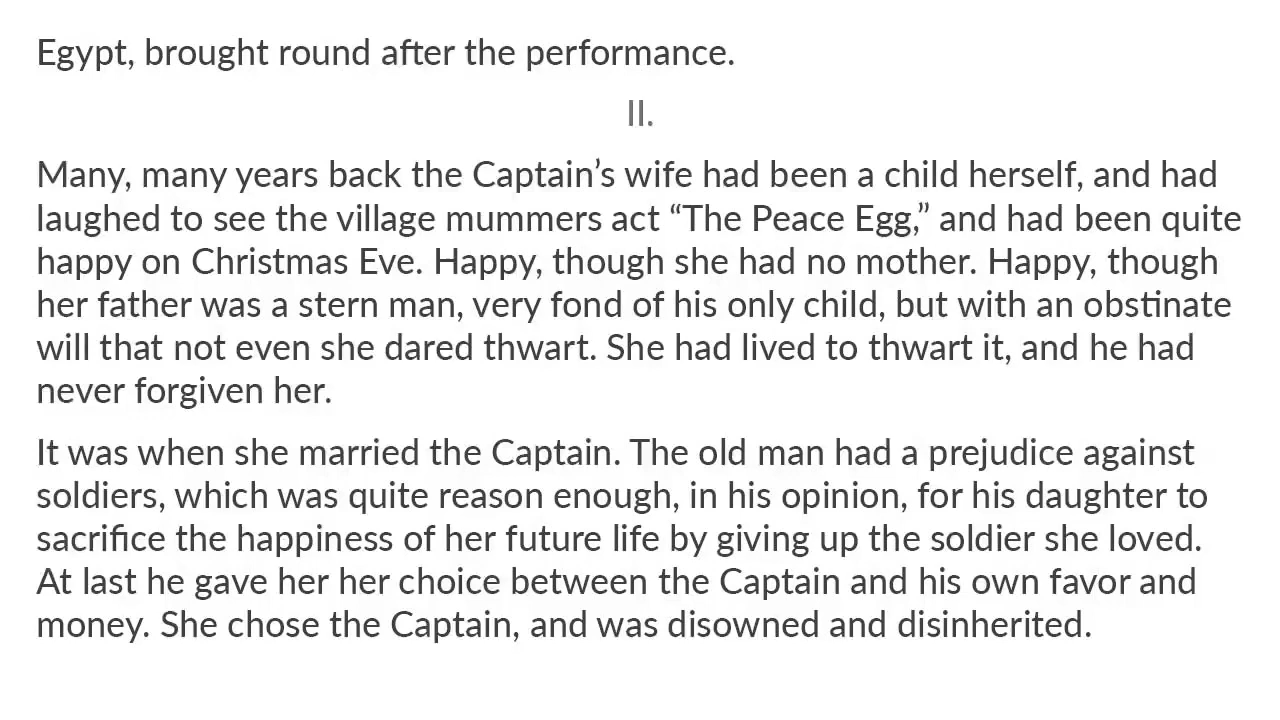 Egypt, brought round after the performance.
II.
Many, many years back the Captain’s wife had been a child herself, and had
laughed to see the village mummers act “The Peace Egg,” and had been quite
happy on Christmas Eve. Happy, though she had no mother. Happy, though
her father was a stern man, very fond of his only child, but with an obstinate
will that not even she dared thwart. She had lived to thwart it, and he had
never forgiven her.
It was when she married the Captain. The old man had a prejudice against
soldiers, which was quite reason enough, in his opinion, for his daughter to
sacrifice the happiness of her future life by giving up the soldier she loved.
At last he gave her her choice between the Captain and his own favor and
money. She chose the Captain, and was disowned and disinherited.